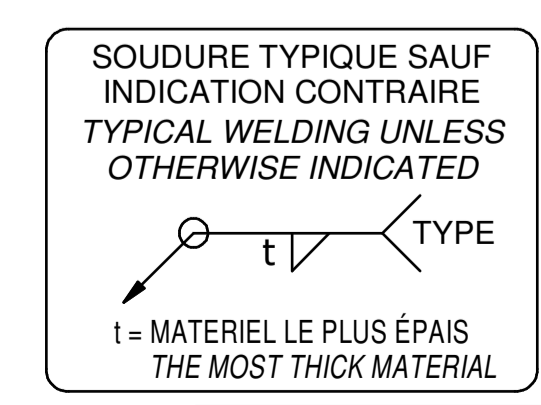 SOUDURE TYPIQUE SAUF
INDICATION CONTRAIRE
TYPICAL WELDING UNLESS
OTHERWISE INDICATED
t TYPE
t = MATERIEL LE PLUS ÉPAIS
THE MOST THICK MATERIAL